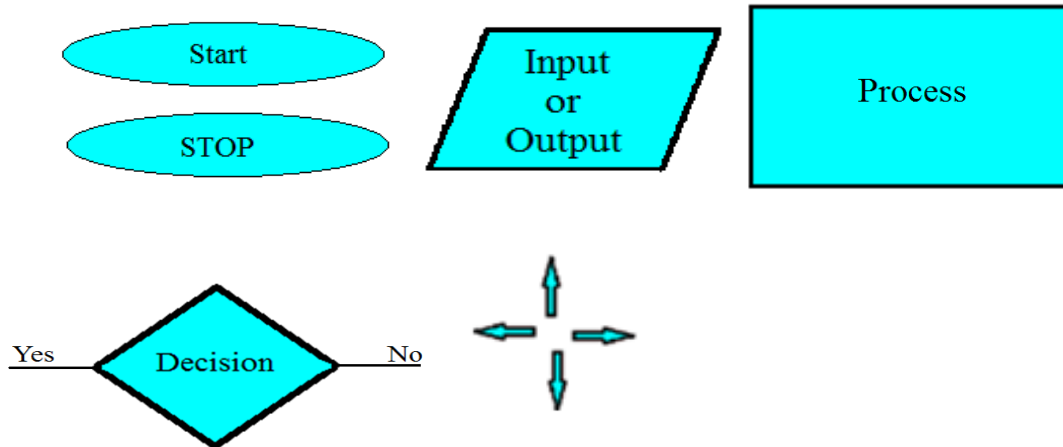 Start
STOP
Input
or
Output
Process
Yes
Decision
No